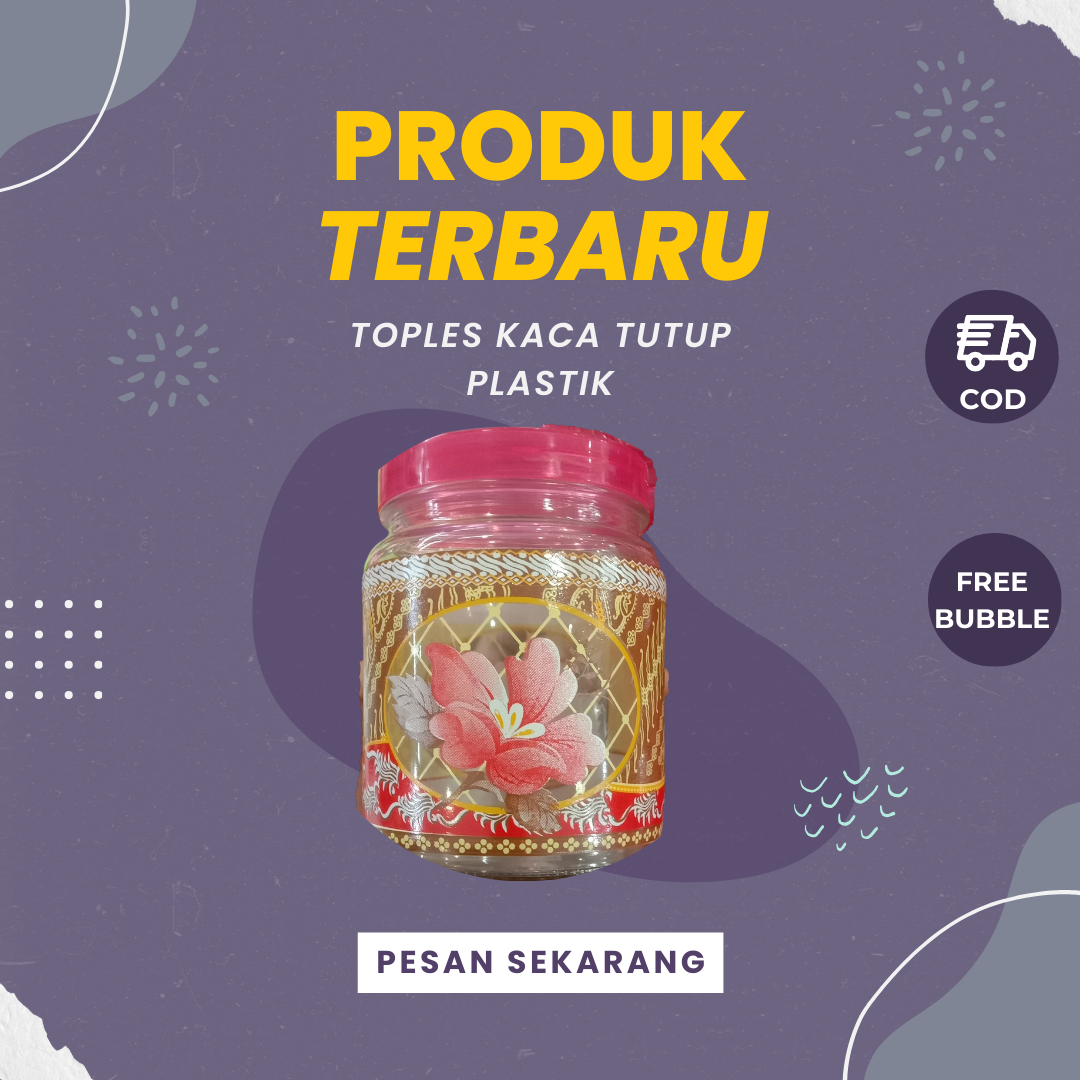 PRODUK
TERBARU
TOPLES KACA TUTUP
PLASTIK
COD
FREE
BUBBLE
PESAN SEKARANG